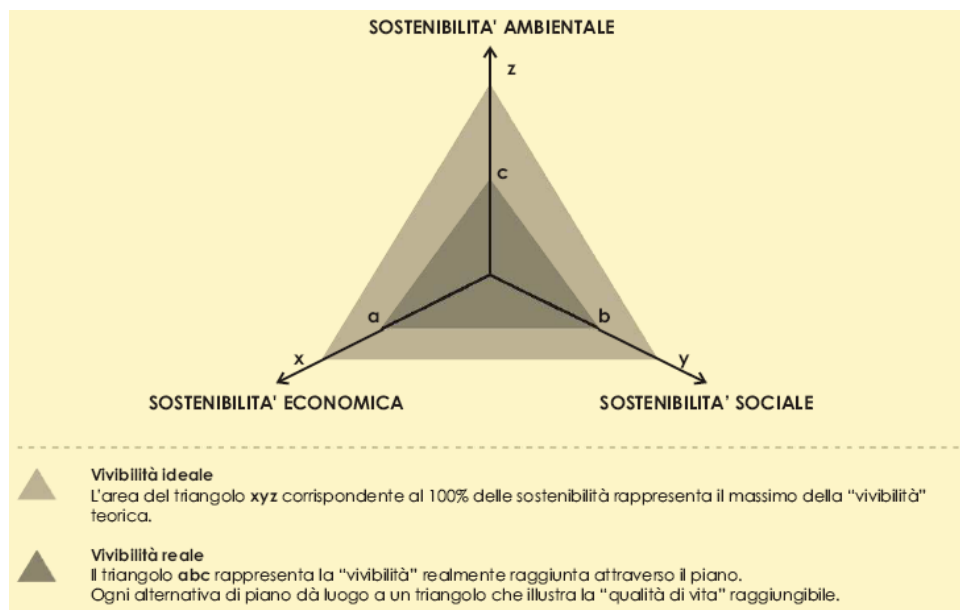 SOSTENIBILITA' AMBIENTALE
z
c
a
b
x
y
SOSTENIBILITA' ECONOMICA
SOSTENIBILITA' SOCIALE
Vivibilità ideale
L'area del triangolo xyz corrispondente al 100% delle sostenibilità rappresenta il massimo della "vivibilità"
teorica.
Vivibilità reale
Il triangolo abc rappresenta la "vivibilità" realmente raggiunta attraverso il piano.
Ogni alternativa di piano dà luogo a un triangolo che illustra la "qualità di vita" raggiungibile.